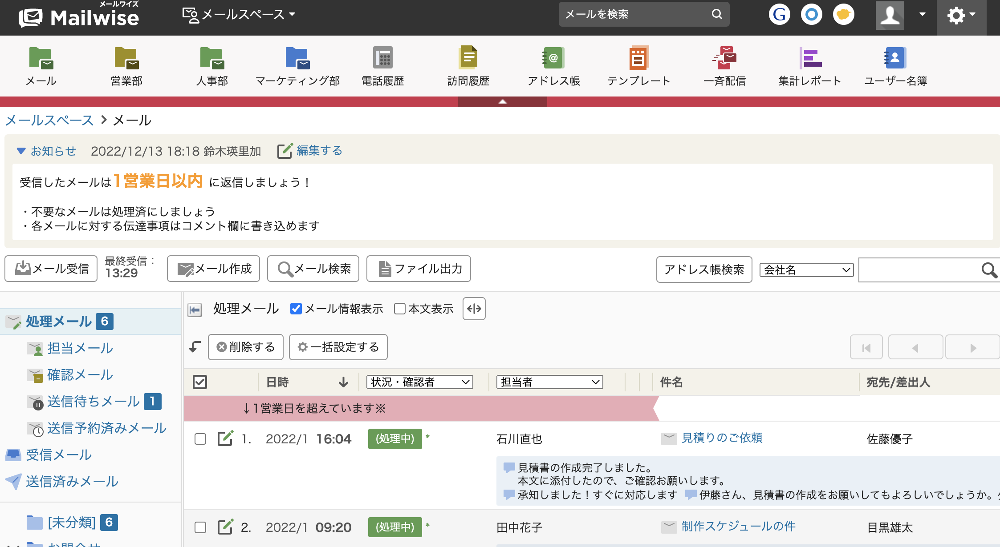 メールワイズ
Mailwise
メールスペース
メールを検索
G
メール
営業部
人事部
マーケティング部
電話履歴
訪問履歴
アドレス帳
テンプレート
一斉配信
集計レポート
ユーザー名簿
メールスペース > メール
お知らせ 2022/12/13 18:18 鈴木瑛里加 編集する
受信したメールは1営業日以内 に返信しましょう！
・不要なメールは処理済にしましょう
・各メールに対する伝達事項はコメント欄に書き込めます
メール受信
最終受信：
13:29
メール作成
メール検索
ファイル出力
アドレス帳検索
会社名
処理メール 6
担当メール
確認メール
送信待ちメール 1
送信予約済みメール
受信メール
送信済みメール
[未分類] 6
処理メール メール情報表示 本文表示
削除する 一括設定する
日時 ↓ 状況・確認者 担当者 件名 宛先/差出人
↓1営業日を超えています※
1. 2022/1 16:04 (処理中) * 石川直也 見積りのご依頼 佐藤優子
見積書の作成完了しました。
本文に添付したので、ご確認お願いします。
承知しました！すぐに対応します 伊藤さん、見積書の作成をお願いしてもよろしいでしょうか。
2. 2022/1 09:20 (処理中) * 田中花子 制作スケジュールの件 目黒雄太